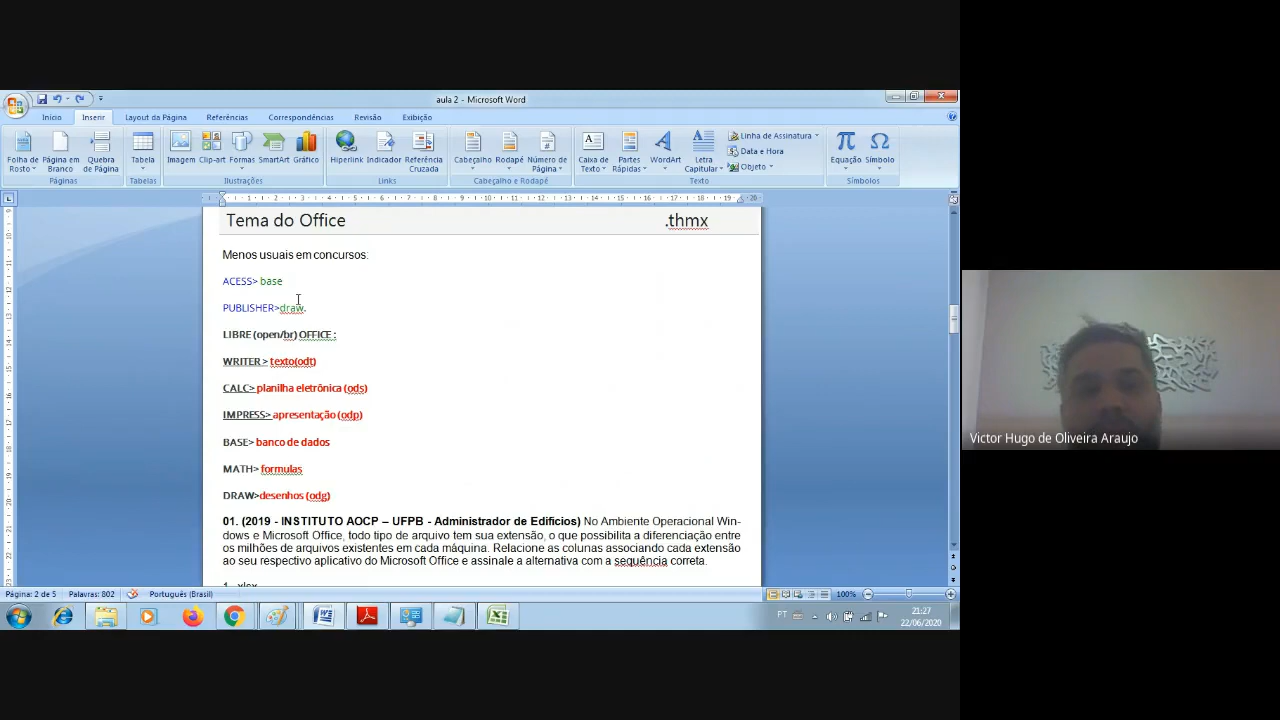 aula 2 - Microsoft Word
Início Inserir Layout da Página Referências Correspondências Revisão Exibição
Folha de Rosto Página em Branco Quebra de Página Tabela Imagem Clip-art Formas SmartArt Gráfico Hiperlink Indicador Referência Cruzada Cabeçalho Rodapé Número de Página Caixa de Texto Partes Rápidas WordArt Letra Capitular Linha de Assinatura Data e Hora Objeto Equação Símbolo
Páginas Tabelas Ilustrações Links Cabeçalho e Rodapé Texto Símbolos
Tema do Office .thmx
Menos usuais em concursos:
ACESS> base
PUBLISHER>draw.
LIBRE (open/br) OFFICE :
WRITER > texto(odt)
CALC> planilha eletrônica (ods)
IMPRESS> apresentação (odp)
BASE> banco de dados
MATH> formulas
DRAW>desenhos (odg)
01. (2019 - INSTITUTO AOCP – UFPB - Administrador de Edifícios) No Ambiente Operacional Win-
dows e Microsoft Office, todo tipo de arquivo tem sua extensão, o que possibilita a diferenciação entre
os milhões de arquivos existentes em cada máquina. Relacione as colunas associando cada extensão
ao seu respectivo aplicativo do Microsoft Office e assinale a alternativa com a sequência correta.
Página: 2 de 5 Palavras: 802 Português (Brasil) 100%
PT 21:27
22/06/2020
Victor Hugo de Oliveira Araujo